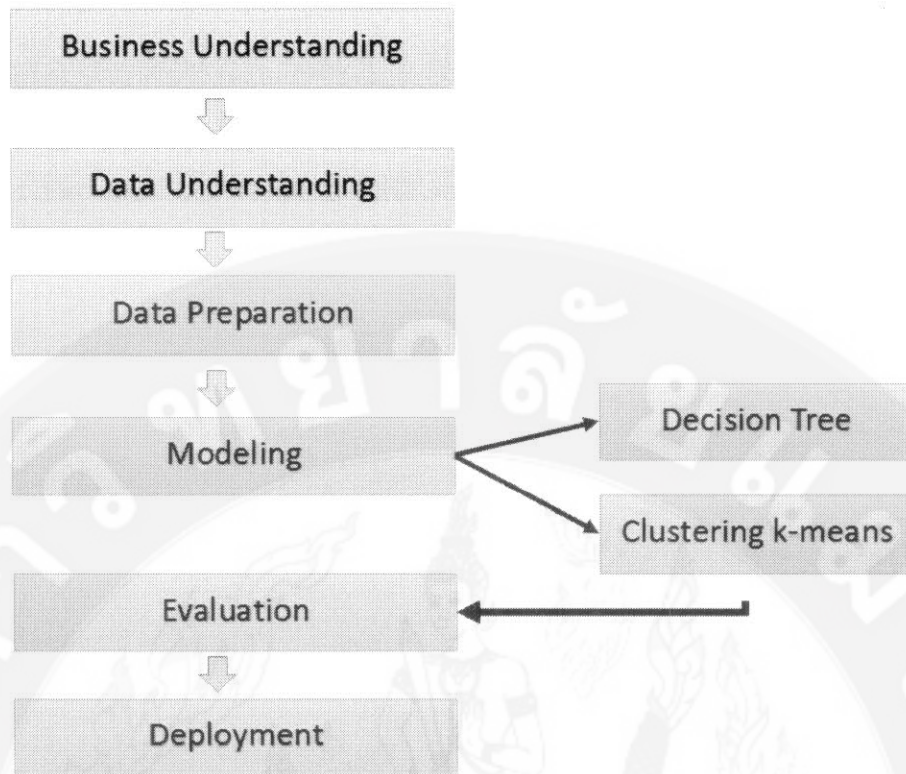 Business Understanding
Data Understanding
Data Preparation
Modeling
Decision Tree
Clustering k-means
Evaluation
Deployment